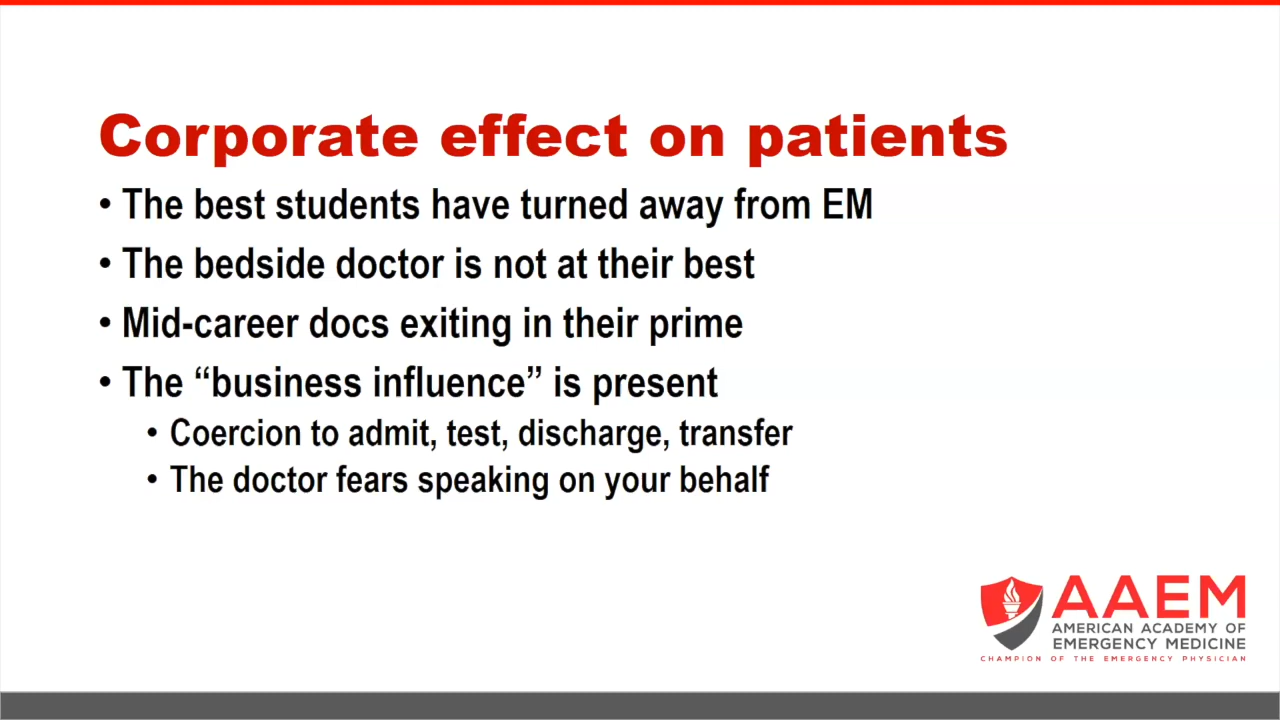 Corporate effect on patients
• The best students have turned away from EM
• The bedside doctor is not at their best
• Mid-career docs exiting in their prime
• The “business influence” is present
• Coercion to admit, test, discharge, transfer
• The doctor fears speaking on your behalf
AAEM
AMERICAN ACADEMY OF
EMERGENCY MEDICINE
CHAMPION OF THE EMERGENCY PHYSICIAN